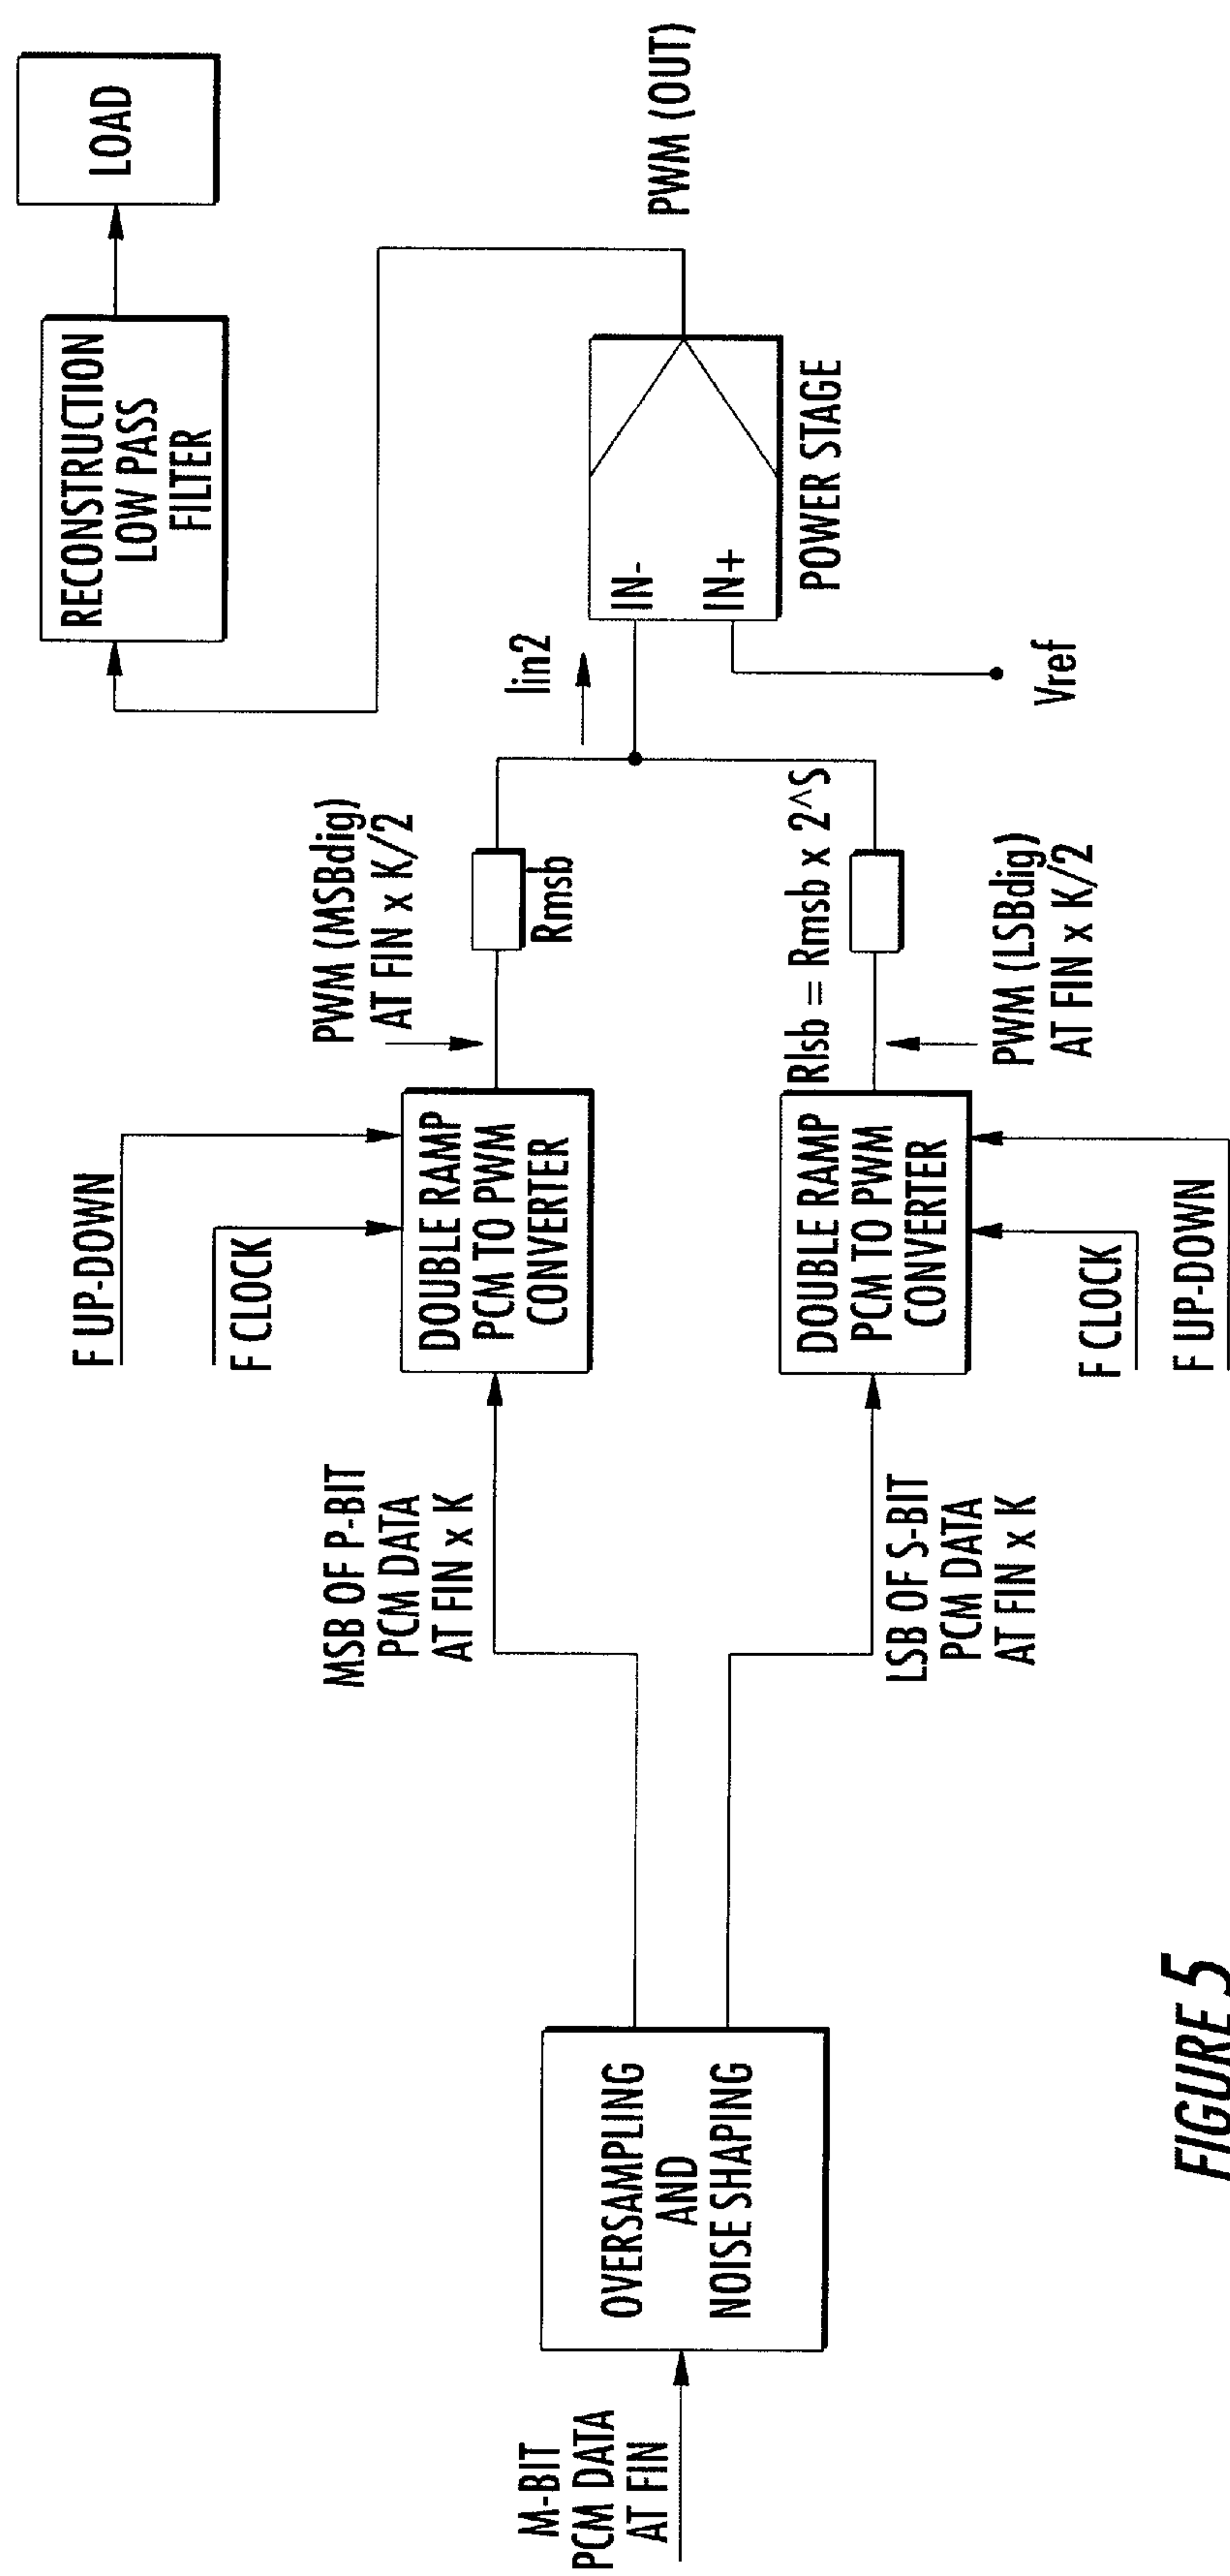 M-BIT
PCM DATA
AT FIN
OVERSAMPLING
AND
NOISE SHAPING
MSB OF P-BIT
PCM DATA
AT FIN x K
LSB OF S-BIT
PCM DATA
AT FIN x K
F UP-DOWN
F CLOCK
DOUBLE RAMP
PCM TO PWM
CONVERTER
DOUBLE RAMP
PCM TO PWM
CONVERTER
F CLOCK
F UP-DOWN
PWM (MSBdig)
AT FIN x K/2
Rmsb
Rlsb = Rmsb x 2^S
PWM (LSBdig)
AT FIN x K/2
Iin2
Vref
IN-
IN+
POWER STAGE
PWM (OUT)
RECONSTRUCTION
LOW PASS
FILTER
LOAD
FIGURE 5